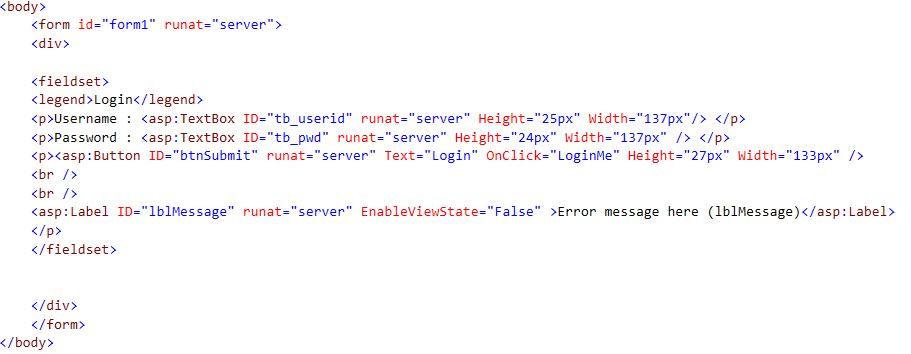 <body>
<form id="form1" runat="server">
<div>
<fieldset>
<legend>Login</legend>
<p>Username : <asp:TextBox ID="tb_userid" runat="server" Height="25px" Width="137px"/> </p>
<p>Password : <asp:TextBox ID="tb_pwd" runat="server" Height="24px" Width="137px" /> </p>
<p><asp:Button ID="btnSubmit" runat="server" Text="Login" OnClick="LoginMe" Height="27px" Width="133px" />
<br />
<br />
<asp:Label ID="lblMessage" runat="server" EnableViewState="False" >Error message here (lblMessage)</asp:Label>
</p>
</fieldset>
</div>
</form>
</body>